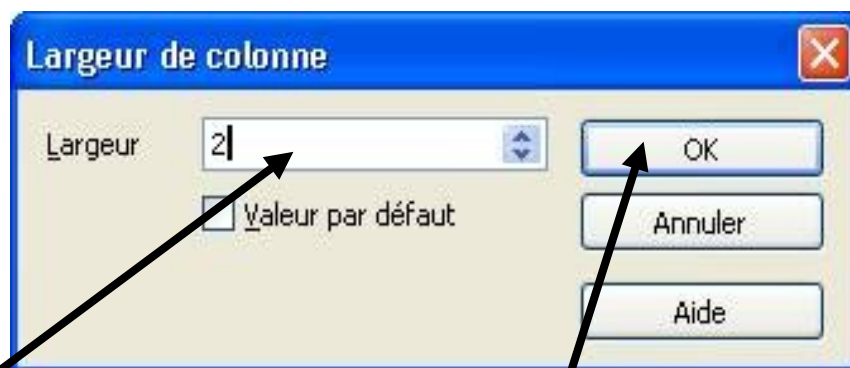 Largeur de colonne
Largeur 2 OK
Valeur par défaut Annuler
Aide